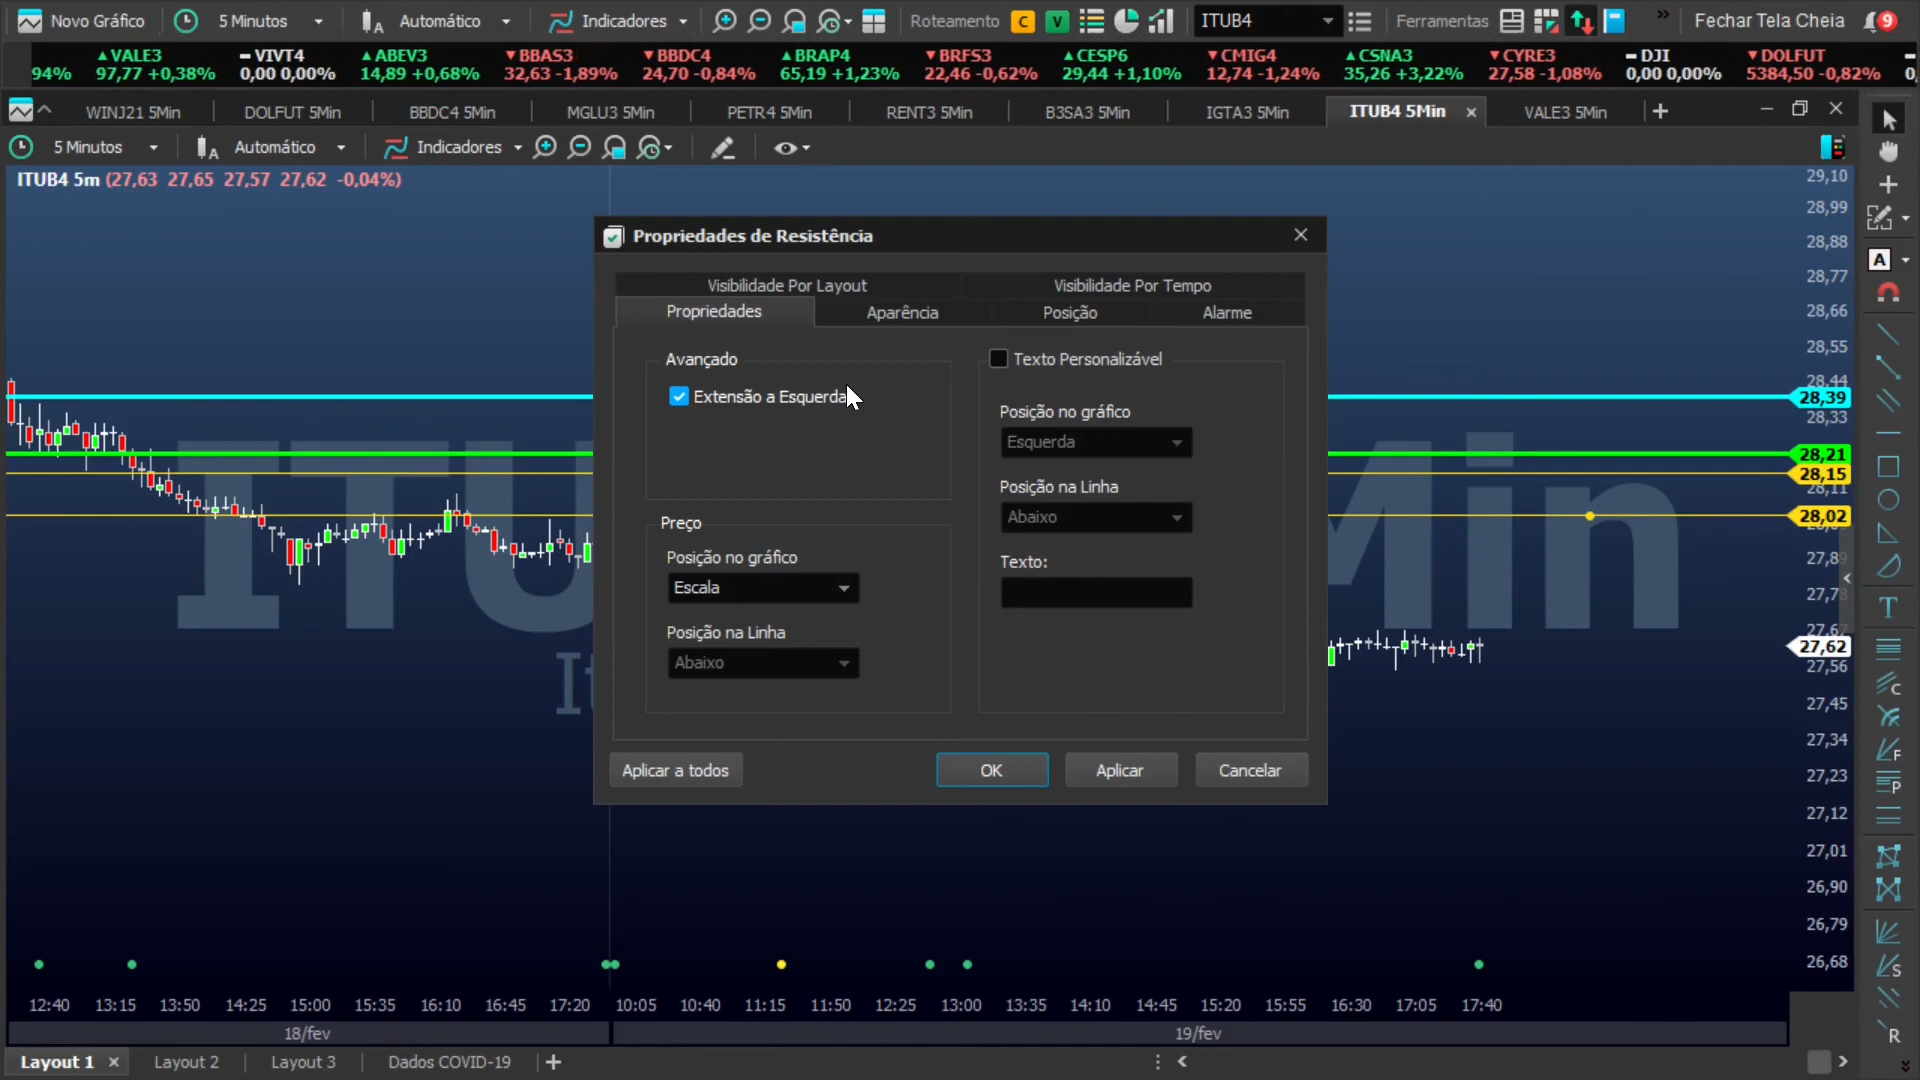 Novo Gráfico 5 Minutos Automático Indicadores Roteamento C V ITUB4 Ferramentas » Fechar Tela Cheia 9
VALE3 VIVT4 ABEV3 BBAS3 BBDC4 BRAP4 BRFS3 CESP6 CMIG4 CSNA3 CYRE3 DJI DOLFUT
94% 97,77 +0,38% 0,00 0,00% 14,89 +0,68% 32,63 -1,89% 24,70 -0,84% 65,19 +1,23% 22,46 -0,62% 29,44 +1,10% 12,74 -1,24% 35,26 +3,22% 27,58 -1,08% 0,00 0,00% 5384,50 -0,82%
WINJ21 5Min DOLFUT 5Min BBDC4 5Min MGLU3 5Min PETR4 5Min RENT3 5Min B3SA3 5Min IGTA3 5Min ITUB4 5Min VALE3 5Min
5 Minutos Automático Indicadores
ITUB4 5m (27,63 27,65 27,57 27,62 -0,04%)
Propriedades de Resistência
Visibilidade Por Layout Visibilidade Por Tempo
Propriedades Aparência Posição Alarme
Avançado
Extensão a Esquerda
Preço
Posição no gráfico
Escala
Posição na Linha
Abaixo
Texto Personalizável
Posição no gráfico
Esquerda
Posição na Linha
Abaixo
Texto:
Aplicar a todos OK Aplicar Cancelar
29,10
28,99
28,88
28,77
28,66
28,55
28,44
28,39
28,33
28,21
28,15
28,11
28,02
27,89
27,78
27,67
27,62
27,56
27,45
27,34
27,23
27,12
27,01
26,90
26,79
26,68
12:40 13:15 13:50 14:25 15:00 15:35 16:10 16:45 17:20 10:05 10:40 11:15 11:50 12:25 13:00 13:35 14:10 14:45 15:20 15:55 16:30 17:05 17:40
18/fev 19/fev
Layout 1 Layout 2 Layout 3 Dados COVID-19
A
T
C
F
P
S
R